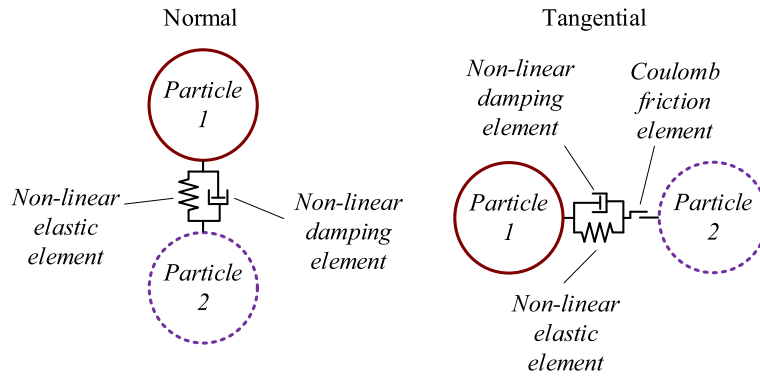 Normal
Particle
1
Non-linear
elastic
element
Non-linear
damping
element
Particle
2
Tangential
Non-linear
damping
element
Coulomb
friction
element
Particle
1
Particle
2
Non-linear
elastic
element